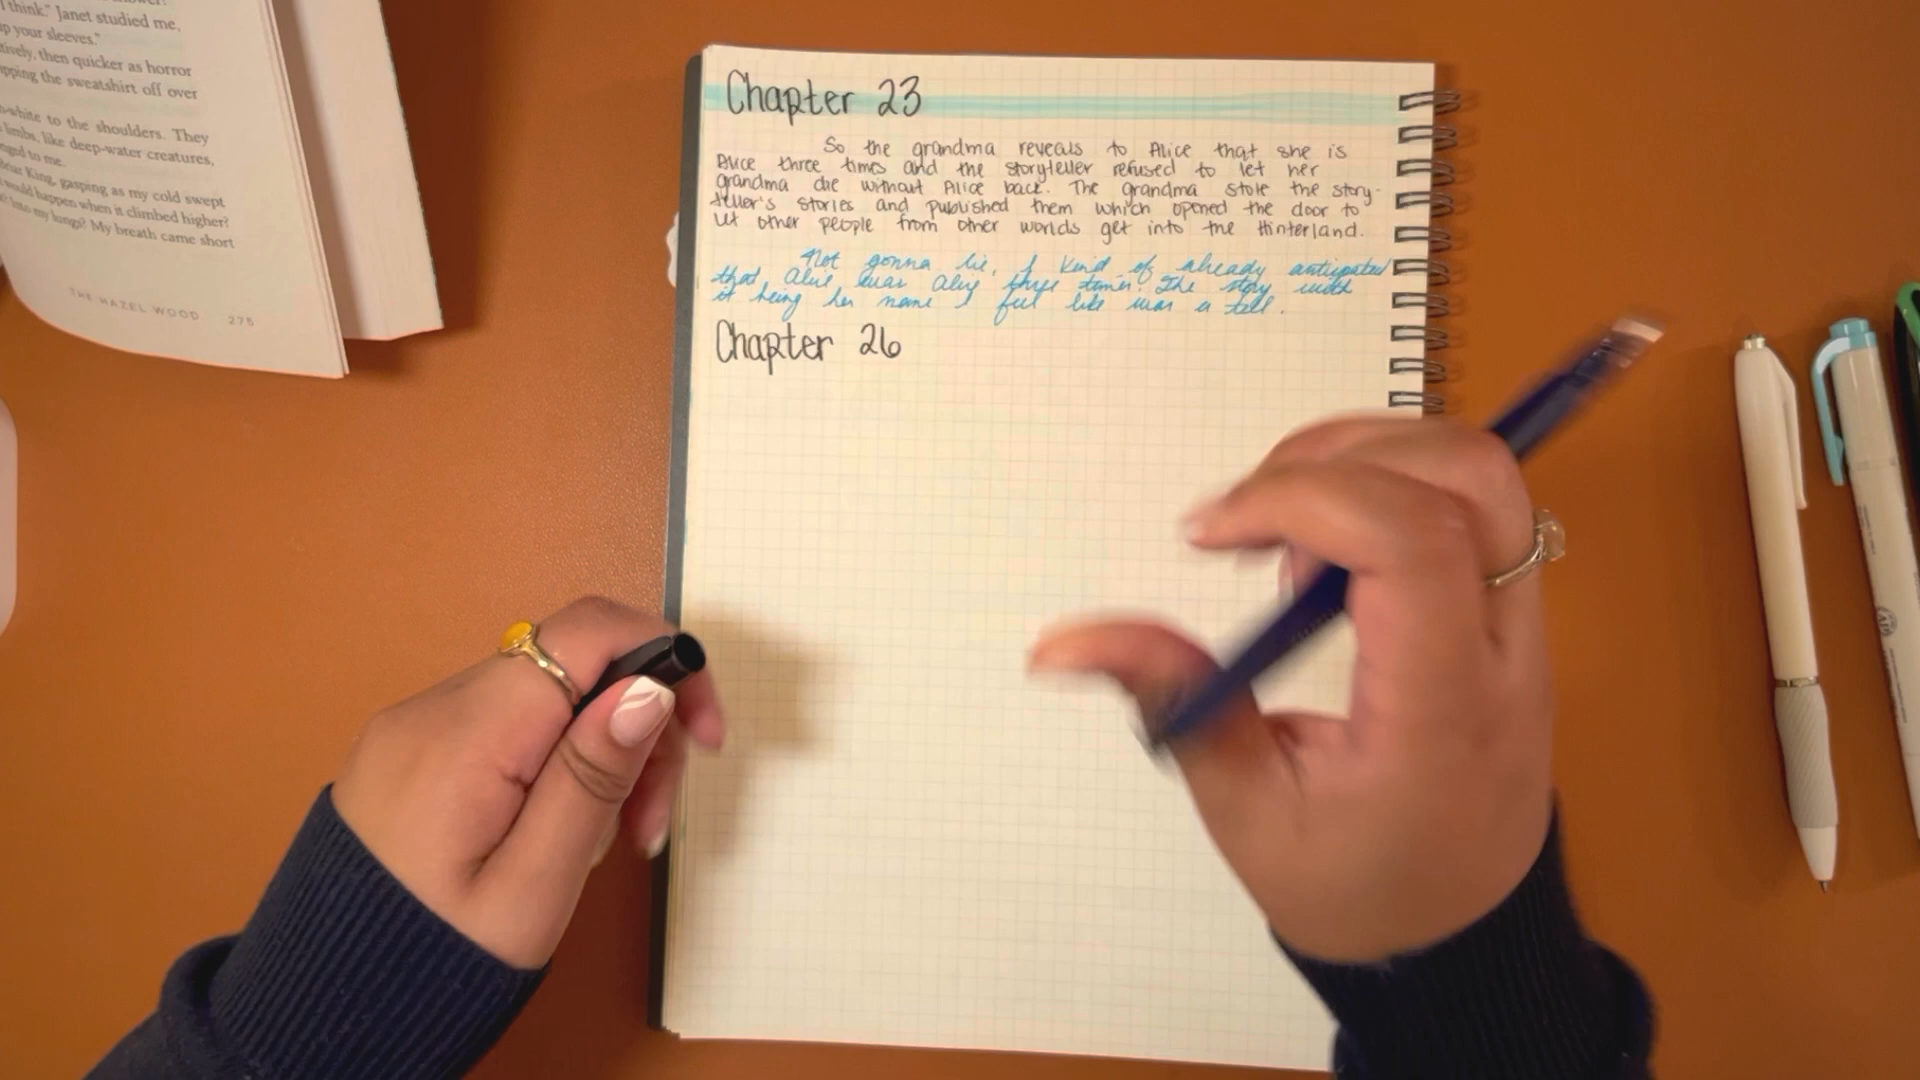 I think." Janet studied me,
up your sleeves."
then quicker as horror
the sweatshirt off over
to the shoulders. They
limbs, like deep-water creatures,
to me.
King, gasping as my cold swept
would happen when it climbed higher?
into my lungs? My breath came short
THE HAZEL WOOD 275
Chapter 23
So the grandma reveals to Alice that she is
Alice three times and the storyteller refused to let her
grandma die without Alice back. The grandma stole the story-
teller's stories and published them which opened the door to
let other people from other worlds get into the Hinterland.
Not gonna lie, I kind of already anticipated
that Alice was Alice three times. The story with
it being her name I feel like was a tell.
Chapter 26